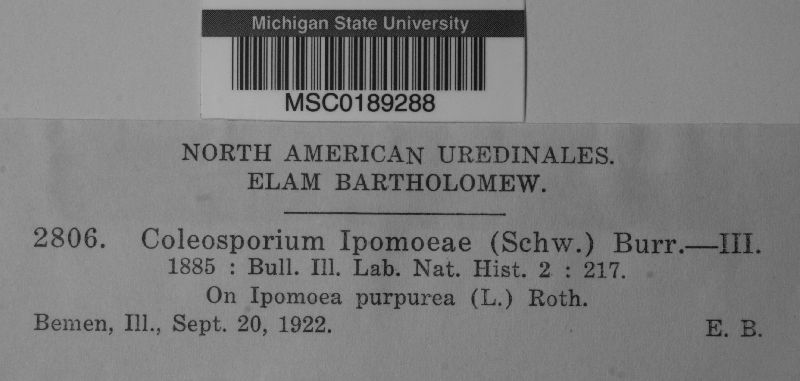 Michigan State University
MSC0189288
NORTH AMERICAN UREDINALES.
ELAM BARTHOLOMEW.
2806. Coleosporium Ipomoeae (Schw.) Burr.—III.
1885 : Bull. Ill. Lab. Nat. Hist. 2 : 217.
On Ipomoea purpurea (L.) Roth.
Bemen, Ill., Sept. 20, 1922. E. B.